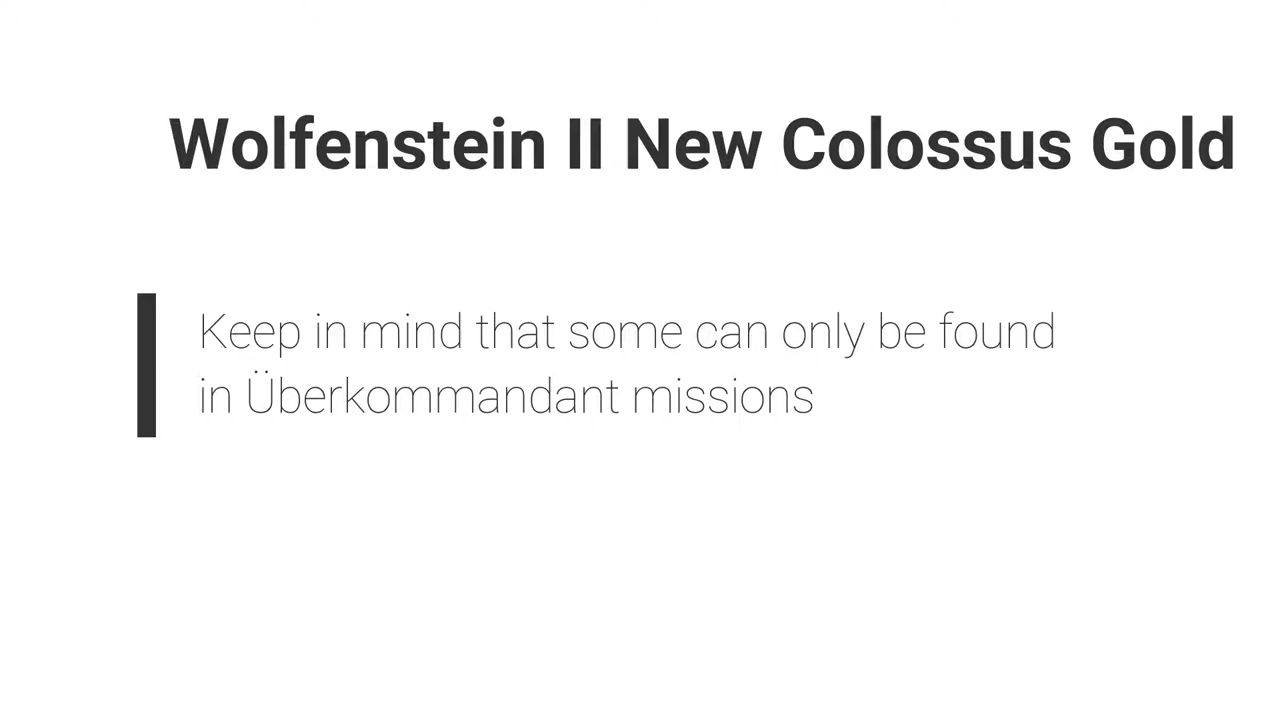 Wolfenstein II New Colossus Gold
Keep in mind that some can only be found
in Überkommandant missions